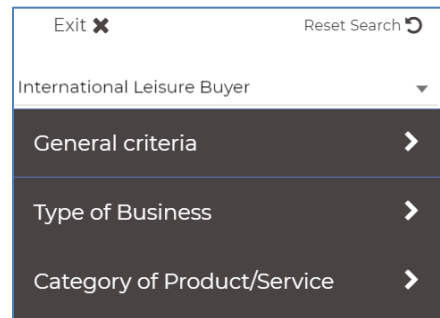 Exit ✖ Reset Search
International Leisure Buyer
General criteria
Type of Business
Category of Product/Service